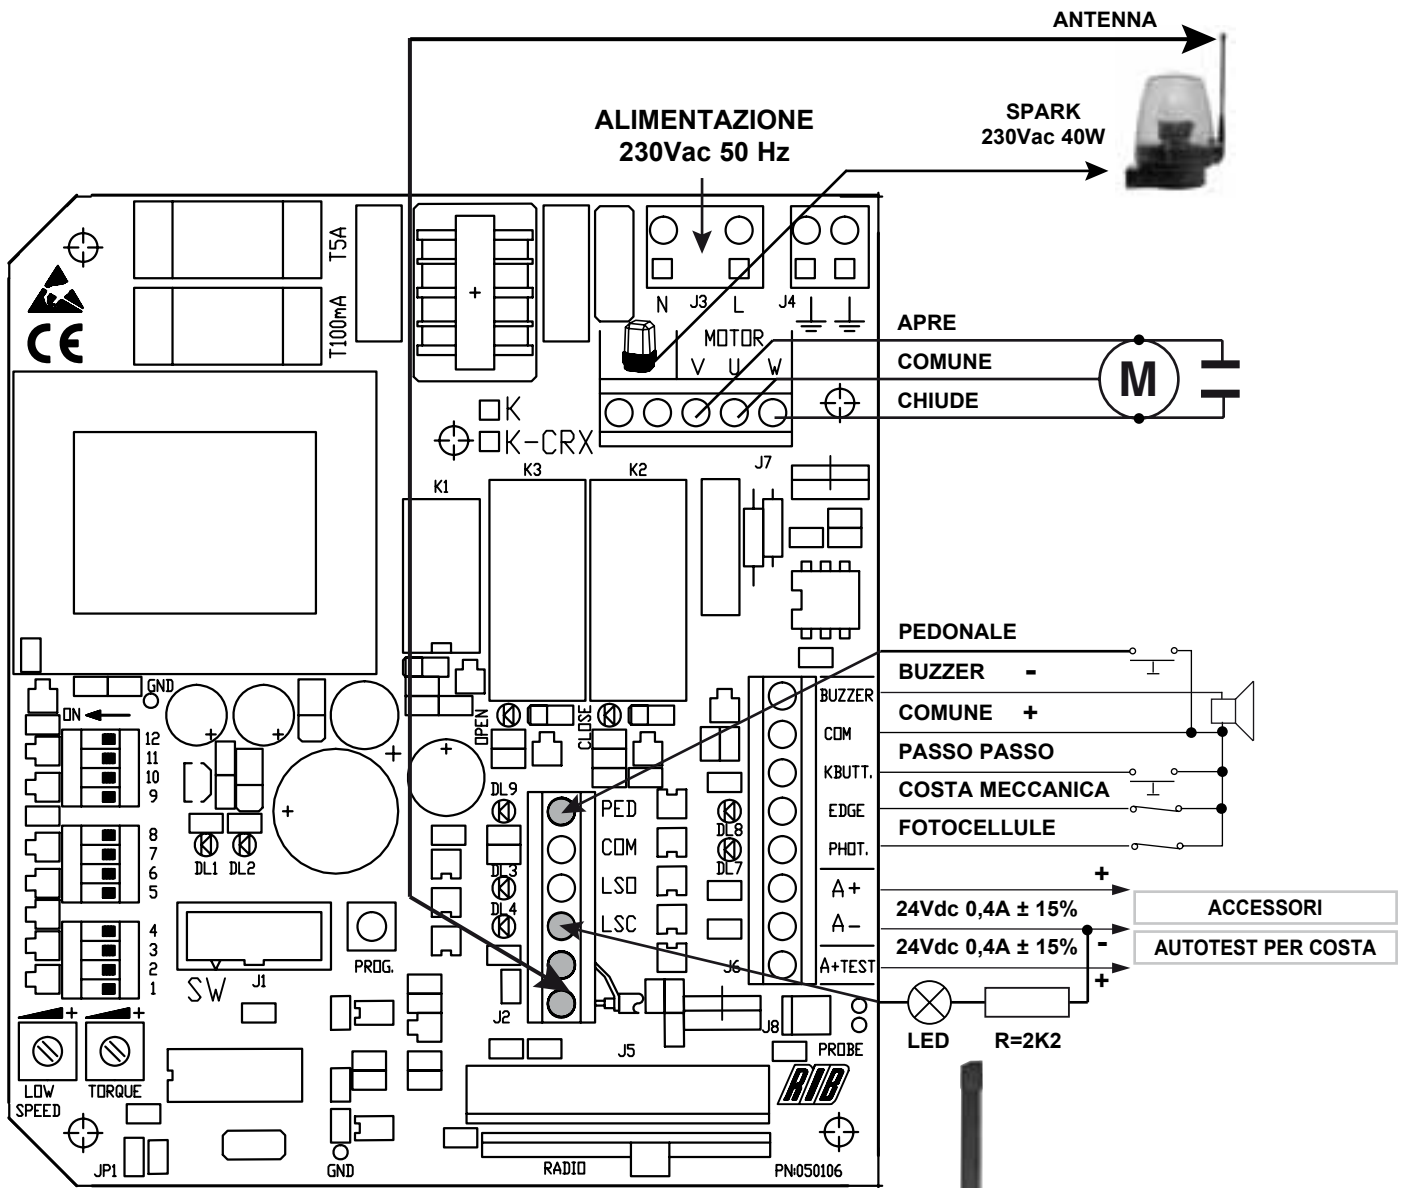 ANTENNA
SPARK
230Vac 40W
ALIMENTAZIONE
230Vac 50 Hz
T5A
T100mA
CE
N J3 L J4
MOTOR
V U W
APRE
COMUNE
CHIUDE
M
K
K-CRX
J7
K1
K3
K2
PEDONALE
BUZZER -
COMUNE +
PASSO PASSO
COSTA MECCANICA
FOTOCELLULE
BUZZER
COM
KBUTT.
EDGE
PHOT.
A+
A-
A+TEST
J6
+
24Vdc 0,4A ± 15%
ACCESSORI
24Vdc 0,4A ± 15% -
AUTOTEST PER COSTA
+
LED
R=2K2
GND
ON
12
11
10
9
8
7
6
5
4
3
2
1
+
+
+
+
+
OPEN
CLOSE
DL9
DL3
DL4
DL8
DL7
DL1 DL2
PED
COM
LSO
LSC
J2
J5
J8
PROBE
SW
J1
PROG.
+
+
LOW
SPEED
TORQUE
JP1
GND
RADIO
RIB
PN:050106